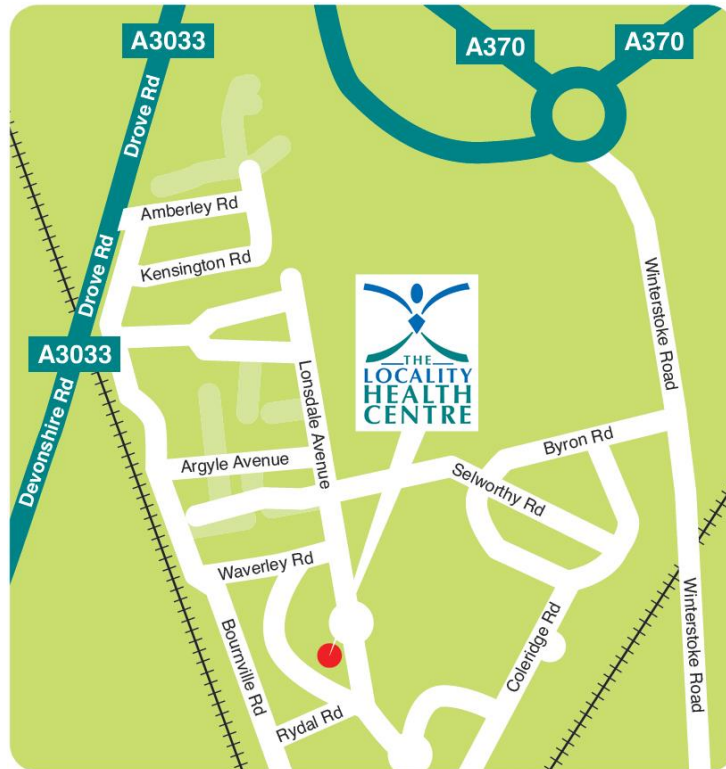 A3033
A370
A370
Drove Rd
Amberley Rd
Kensington Rd
Drove Rd
Winterstoke Road
A3033
THE
LOCALITY
HEALTH
CENTRE
Devonshire Rd
Lonsdale Avenue
Byron Rd
Argyle Avenue
Selworthy Rd
Waverley Rd
Bournville Rd
Coleridge Rd
Winterstoke Road
Rydal Rd